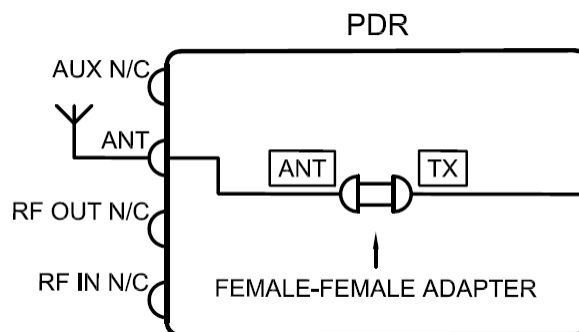 PDR
AUX N/C
ANT
ANT
TX
RF OUT N/C
RF IN N/C
FEMALE-FEMALE ADAPTER